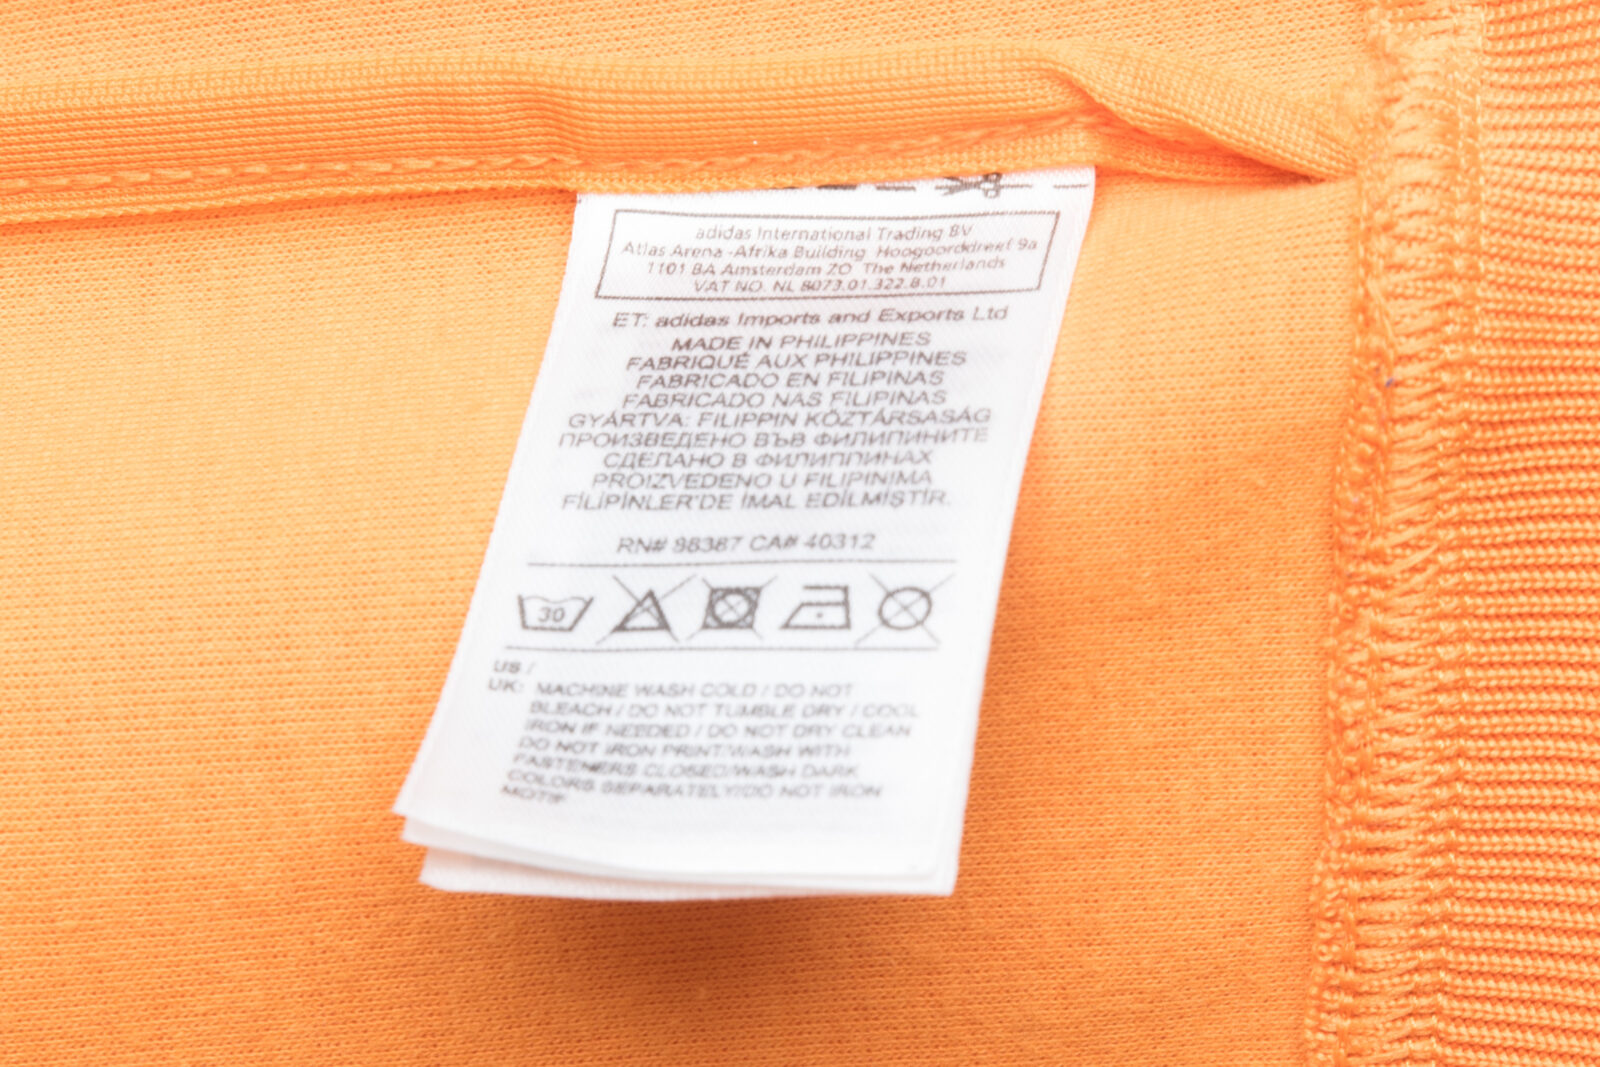 adidas International Trading BV
Atlas Arena -Afrika Building Hoogoorddreef 9a
1101 BA Amsterdam ZO The Netherlands
VAT NO. NL 8073.01.322.B.01
ET: adidas Imports and Exports Ltd
MADE IN PHILIPPINES
FABRIQUÉ AUX PHILIPPINES
FABRICADO EN FILIPINAS
FABRICADO NAS FILIPINAS
GYÁRTVA: FILIPPIN KÖZTÁRSASÁG
ПРОИЗВЕДЕНО ВЪВ ФИЛИПИНИТЕ
СДЕЛАНО В ФИЛИППИНАХ
PROIZVEDENO U FILIPINIMA
FİLİPİNLER'DE İMAL EDİLMİŞTİR.
RN# 88387 CA# 40312
30
US /
UK: MACHINE WASH COLD / DO NOT
BLEACH / DO NOT TUMBLE DRY / COOL
IRON IF NEEDED / DO NOT DRY CLEAN
DO NOT IRON PRINT/WASH WITH
FASTENERS CLOSED/WASH DARK
COLORS SEPARATELY/DO NOT IRON
MOTIF